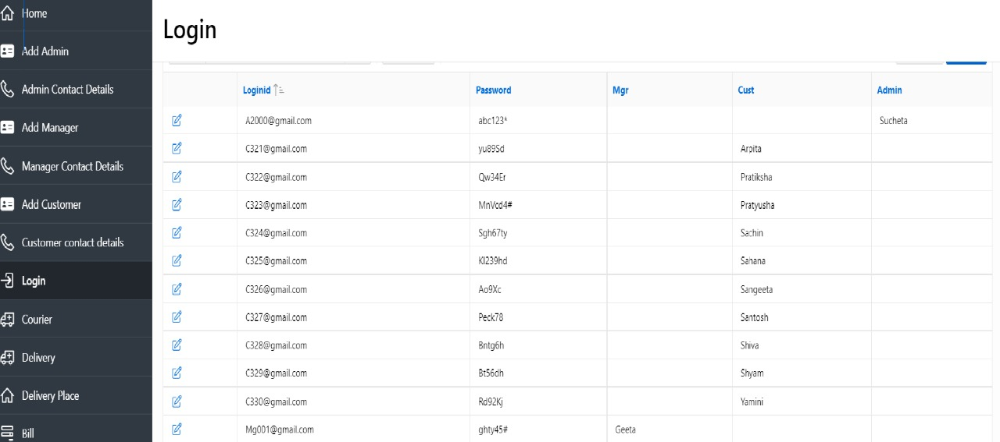 Home
Add Admin
Admin Contact Details
Add Manager
Manager Contact Details
Add Customer
Customer contact details
Login
Courier
Delivery
Delivery Place
Bill
Login
Loginid Password Mgr Cust Admin
A2000@gmail.com abc123* Sucheta
C321@gmail.com yu89Sd Arpita
C322@gmail.com Qw34Er Pratiksha
C323@gmail.com MnVcd4# Pratyusha
C324@gmail.com Sgh67ty Sachin
C325@gmail.com Kl239hd Sahana
C326@gmail.com Ao9Xc Sangeeta
C327@gmail.com Peck78 Santosh
C328@gmail.com Bntg6h Shiva
C329@gmail.com Bt56dh Shyam
C330@gmail.com Rd92Kj Yamini
Mg001@gmail.com ghty45# Geeta